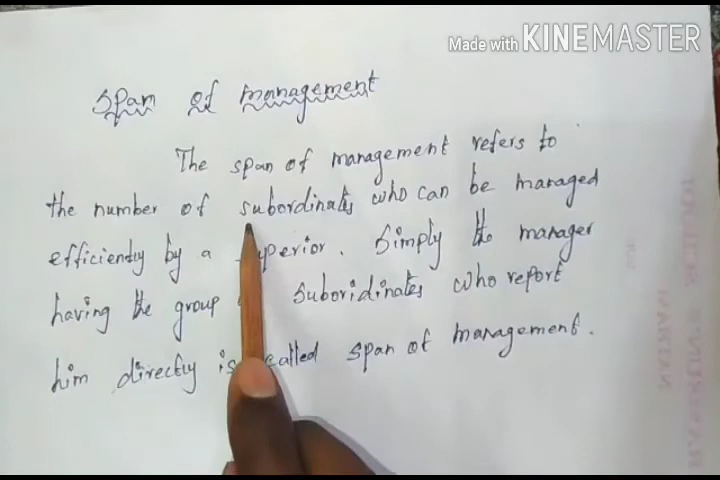 Made with KINEMASTER
Span of management
The span of management refers to
the number of subordinates who can be managed
efficiently by a superior. Simply the manager
having the group suboridinates who report
him directly is called span of management.